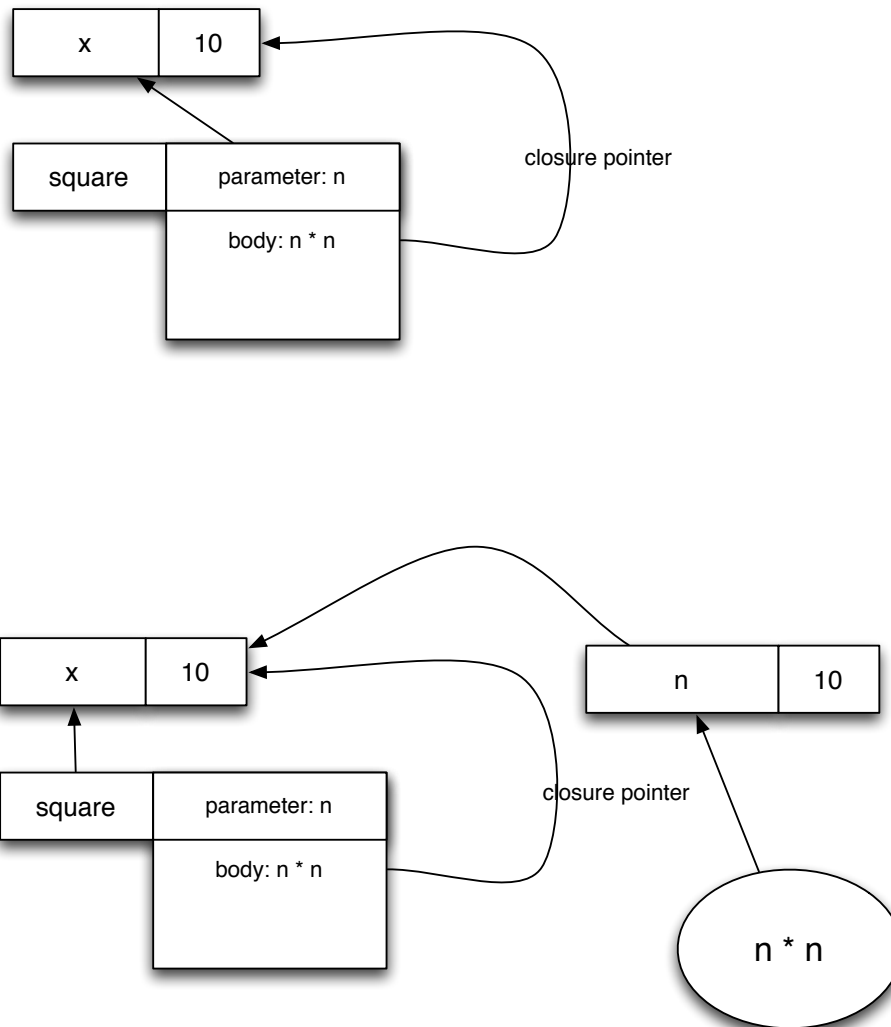 x 10
closure pointer
square parameter: n
body: n * n
x 10
n 10
closure pointer
square parameter: n
body: n * n
n * n